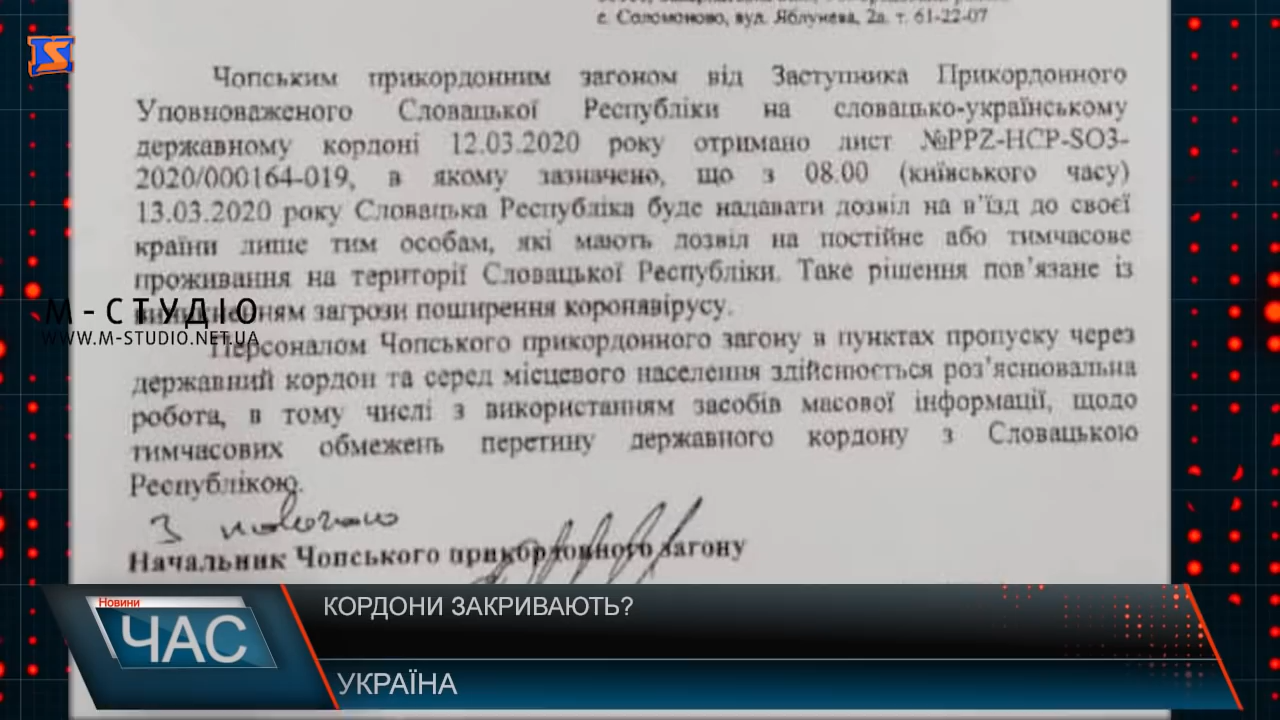 с. Соломоново, вул. Яблунева, 2а. т. 61-22-07
Чопським прикордонним загоном від Заступника Прикордонного
Уповноваженого Словацької Республіки на словацько-українському
державному кордоні 12.03.2020 року отримано лист №PPZ-HCP-SO3-
2020/000164-019, в якому зазначено, що з 08.00 (київського часу)
13.03.2020 року Словацька Республіка буде надавати дозвіл на в’їзд до своєї
країни лише тим особам, які мають дозвіл на постійне або тимчасове
проживання на території Словацької Республіки. Таке рішення пов’язане із
загрози поширення коронавірусу.
М-СТУДІО
WWW.M-STUDIO.NET.UA
Персоналом Чопського прикордонного загону в пунктах пропуску через
державний кордон та серед місцевого населення здійснюється роз’яснювальна
робота, в тому числі з використанням засобів масової інформації, щодо
тимчасових обмежень перетину державного кордону з Словацькою
Республікою.
З повагою
Начальник Чопського прикордонного загону
Новини
ЧАС
КОРДОНИ ЗАКРИВАЮТЬ?
УКРАЇНА